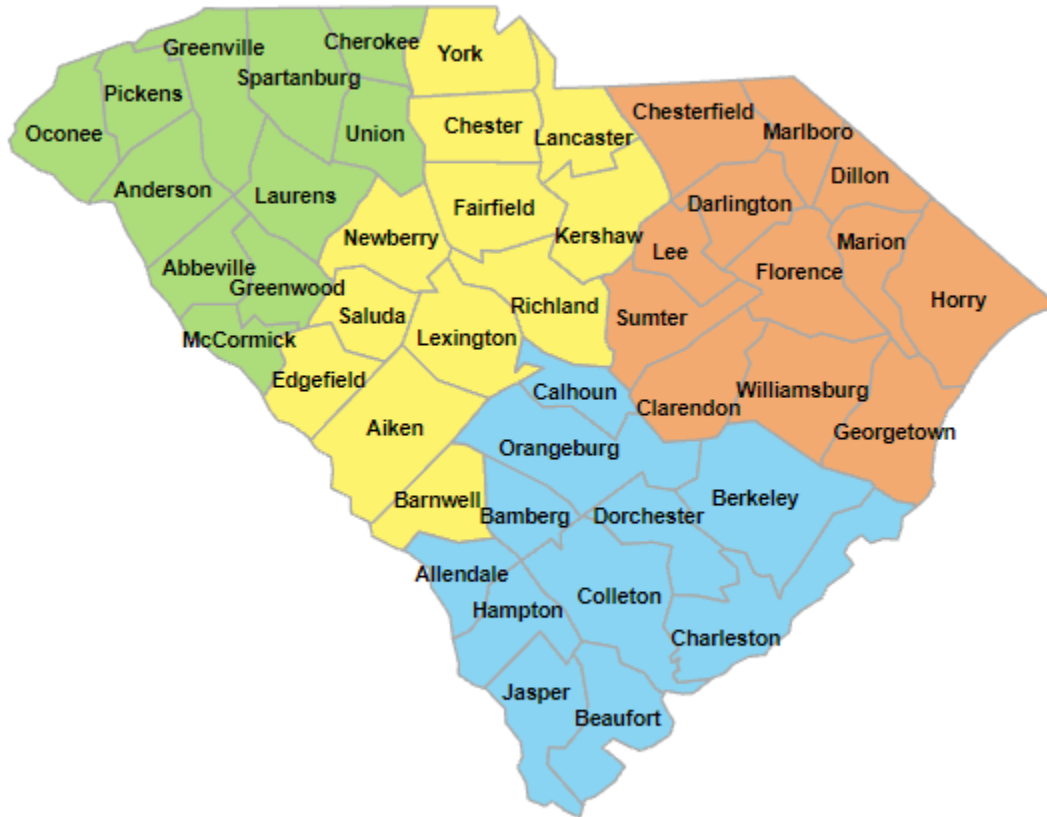 Cherokee
Greenville
York
Spartanburg
Pickens
Chesterfield
Oconee
Union
Chester
Lancaster
Marlboro
Anderson
Dillon
Laurens
Darlington
Fairfield
Newberry
Kershaw
Marion
Lee
Abbeville
Florence
Greenwood
Horry
Richland
Saluda
Sumter
McCormick
Lexington
Edgefield
Calhoun
Williamsburg
Clarendon
Aiken
Georgetown
Orangeburg
Barnwell
Berkeley
Bamberg
Dorchester
Allendale
Colleton
Hampton
Charleston
Jasper
Beaufort